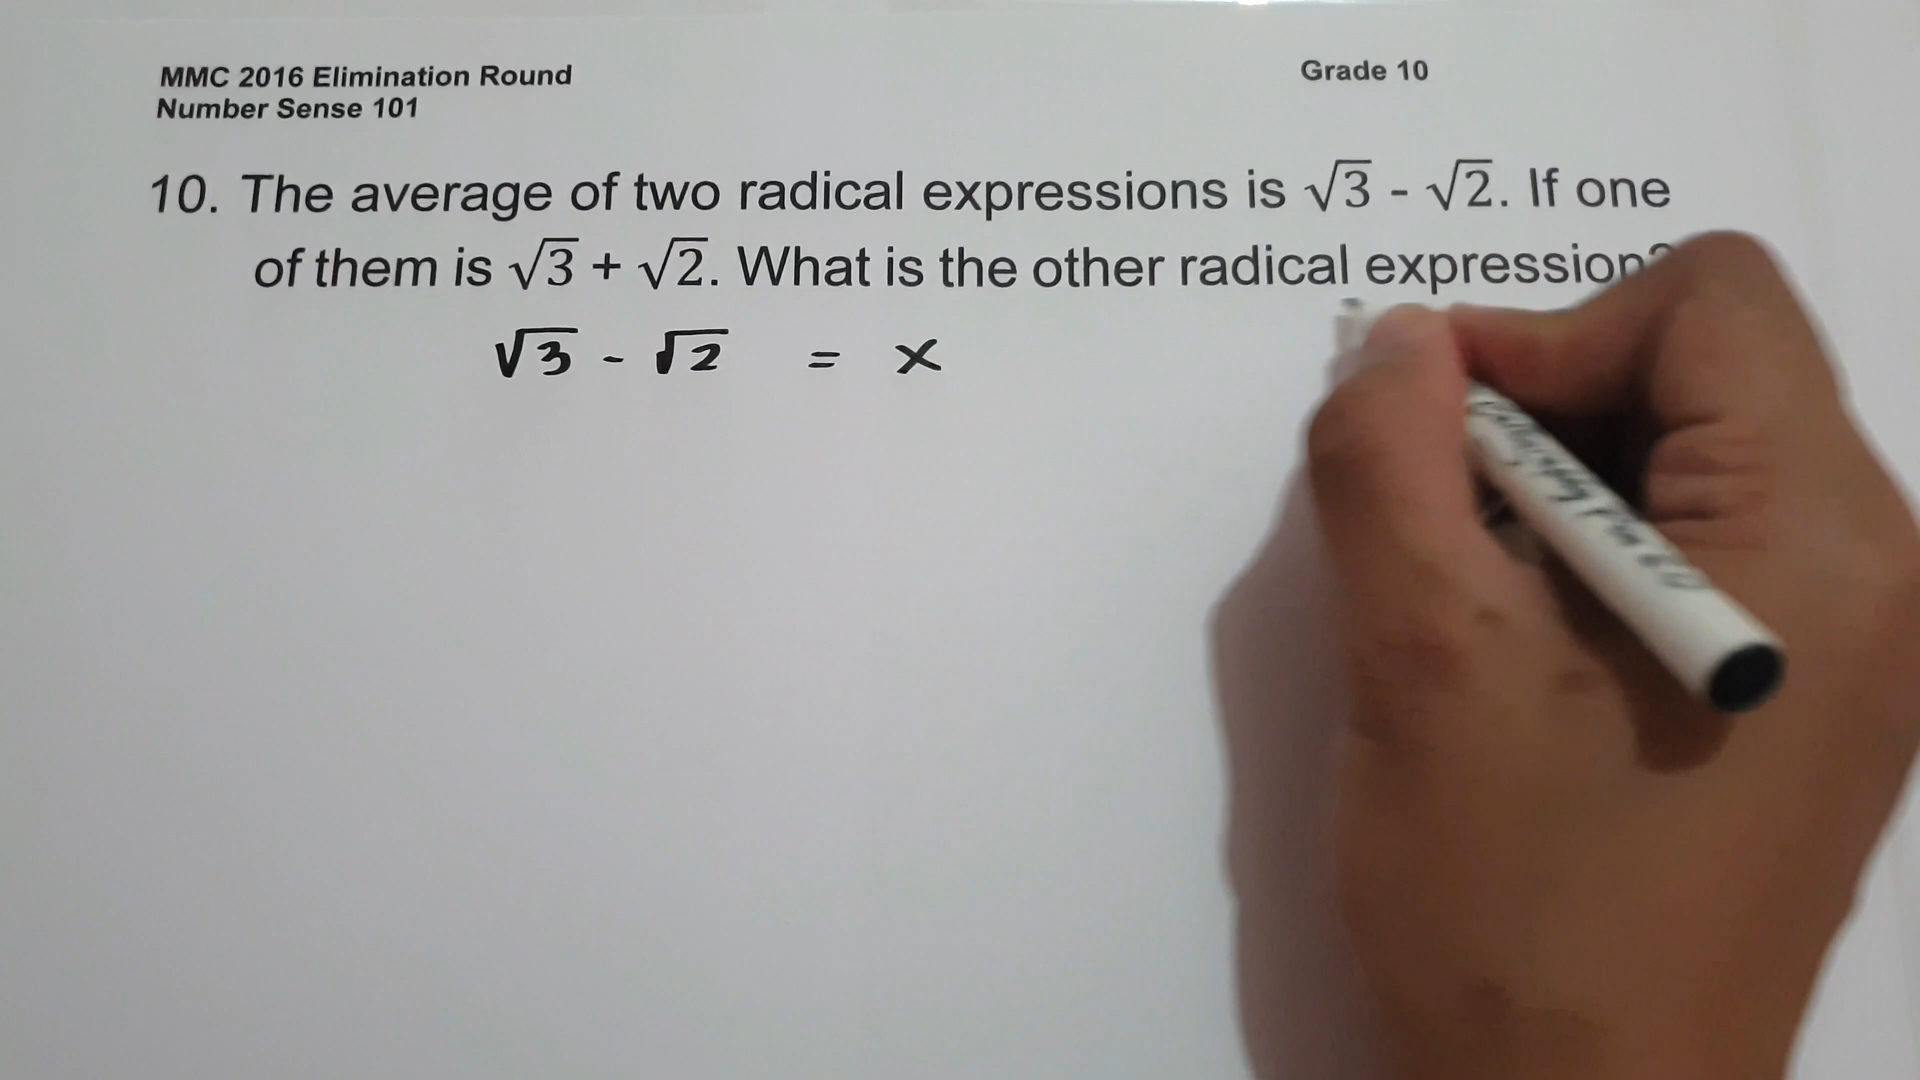 MMC 2016 Elimination Round
Grade 10
Number Sense 101
10. The average of two radical expressions is √3 - √2. If one
of them is √3 + √2. What is the other radical expression?
√3 - √2 = x